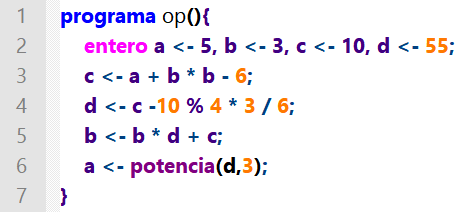 1 programa op(){
2 entero a <- 5, b <- 3, c <- 10, d <- 55;
3 c <- a + b * b - 6;
4 d <- c -10 % 4 * 3 / 6;
5 b <- b * d + c;
6 a <- potencia(d,3);
7 }